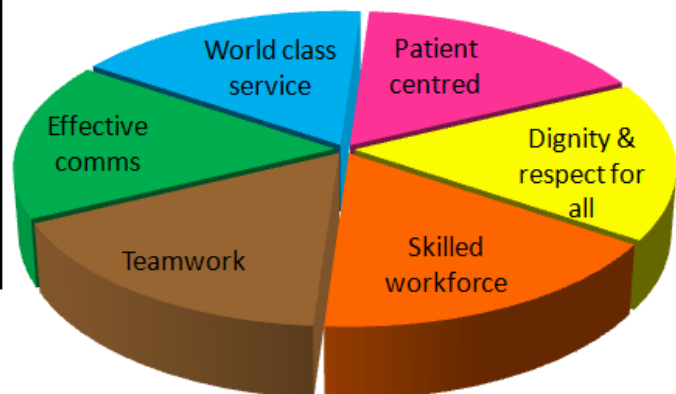 World class
service
Patient
centred
Effective
comms
Dignity &
respect for
all
Teamwork
Skilled
workforce